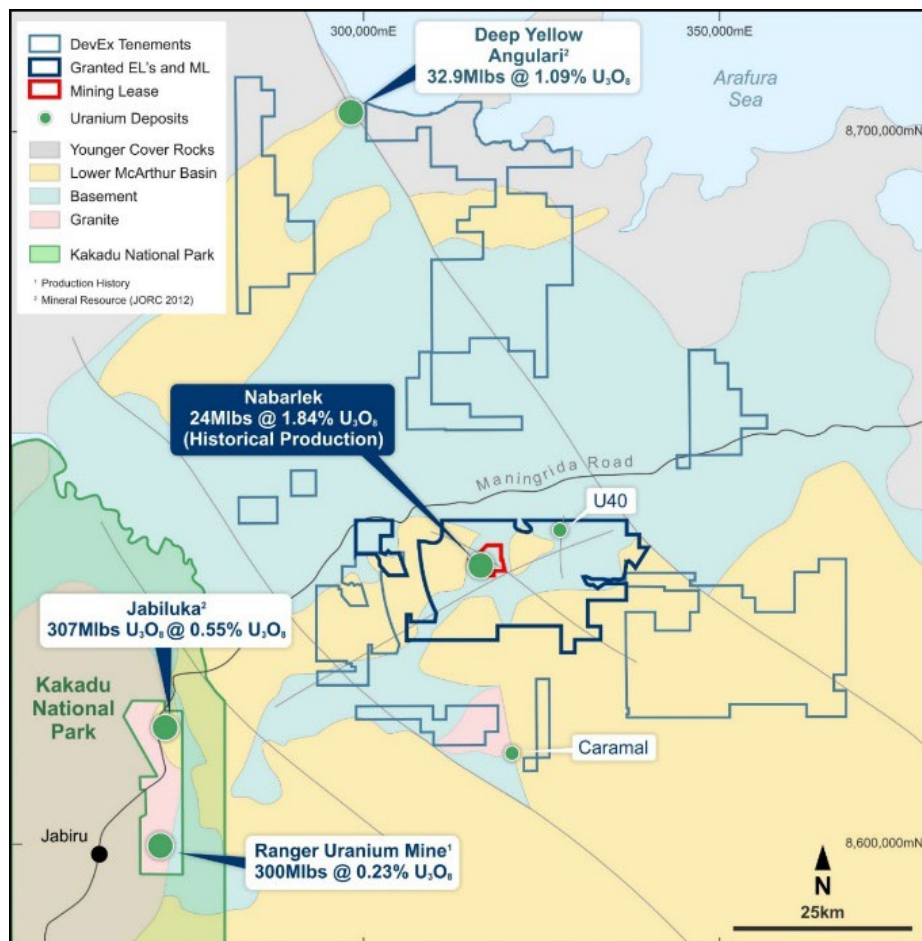 DevEx Tenements
Granted EL's and ML
Mining Lease
Uranium Deposits
Younger Cover Rocks
Lower McArthur Basin
Basement
Granite
Kakadu National Park
¹ Production History
² Mineral Resource (JORC 2012)
300,000mE
350,000mE
Deep Yellow
Angulari²
32.9Mlbs @ 1.09% U₃O₈
Arafura
Sea
8,700,000mN
Nabarlek
24Mlbs @ 1.84% U₃O₈
(Historical Production)
Maningrida Road
U40
Jabiluka²
307Mlbs U₃O₈ @ 0.55% U₃O₈
Kakadu
National
Park
Caramal
Jabiru
Ranger Uranium Mine¹
300Mlbs @ 0.23% U₃O₈
8,600,000mN
N
25km